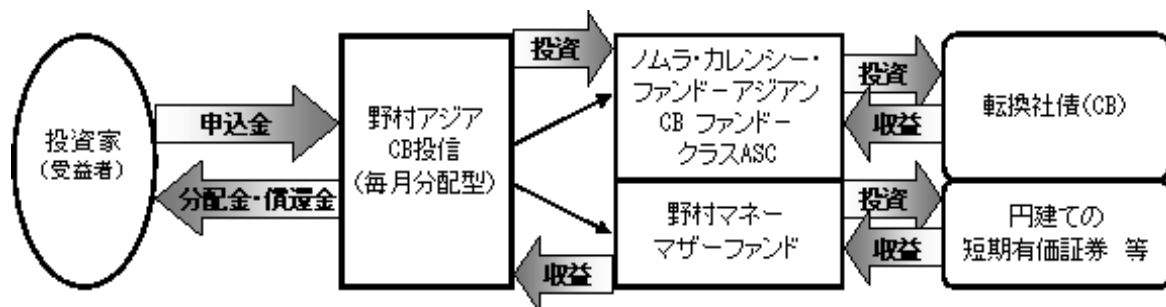 投資家
(受益者)
申込金
分配金・償還金
野村アジア
CB投信
(毎月分配型)
投資
収益
ノムラ・カレンシー・
ファンドーアジアン
CB ファンドー
クラスASC
野村マネー
マザーファンド
投資
収益
投資
収益
転換社債(CB)
円建ての
短期有価証券 等